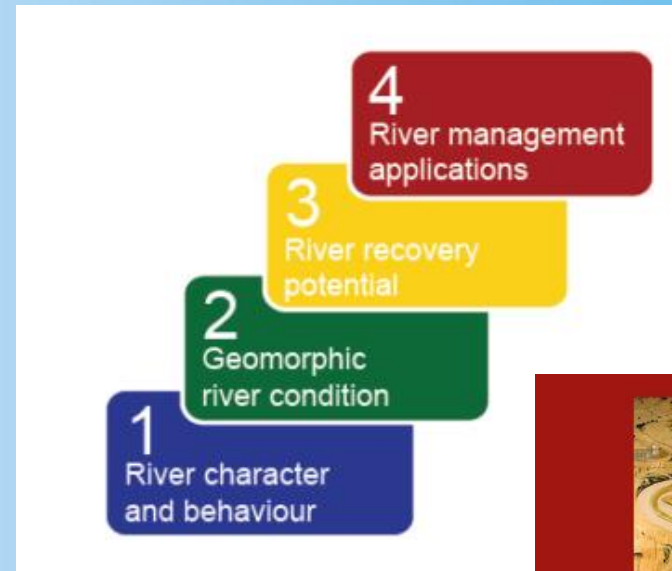 4
River management
applications
3
River recovery
potential
2
Geomorphic
river condition
1
River character
and behaviour